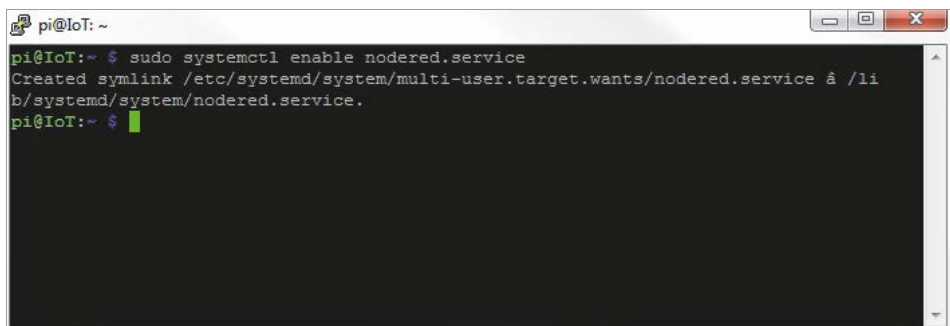 pi@IoT: ~
pi@IoT:~ $ sudo systemctl enable nodered.service
Created symlink /etc/systemd/system/multi-user.target.wants/nodered.service â /li
b/systemd/system/nodered.service.
pi@IoT:~ $